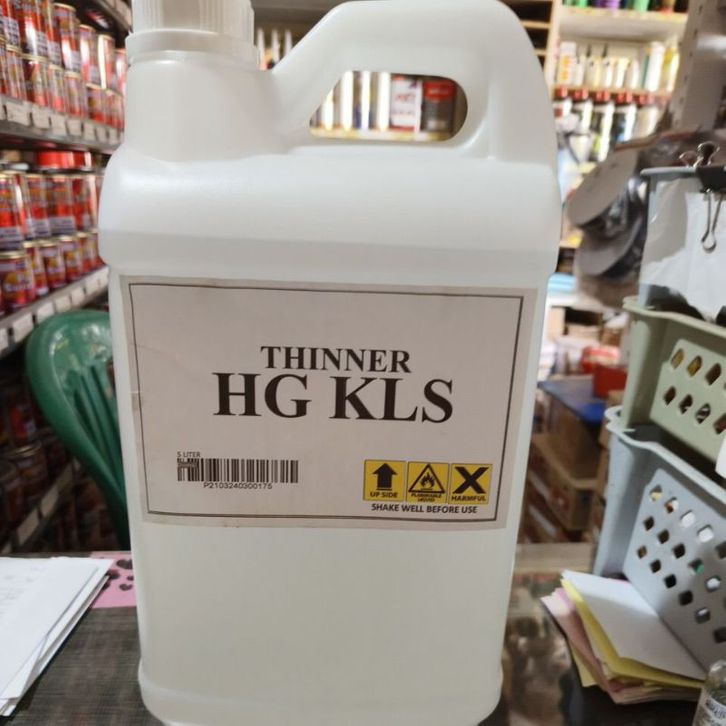 THINNER
HG KLS
5 LITER
P2103240300175
UP SIDE
FLAMMABLE
LIQUID
HARMFUL
SHAKE WELL BEFORE USE